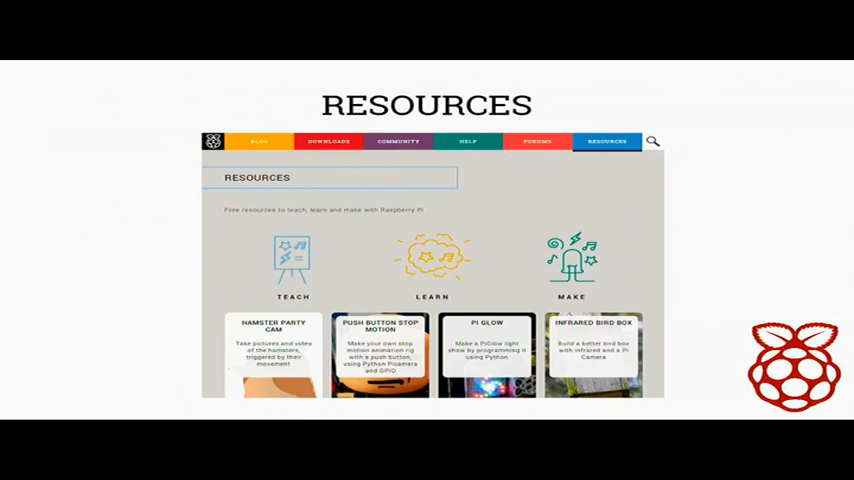 RESOURCES
BLOG DOWNLOADS COMMUNITY HELP FORUMS RESOURCES
RESOURCES
Free resources to teach, learn and make with Raspberry Pi
TEACH LEARN MAKE
HAMSTER PARTY
CAM
Take pictures and video
of the hamsters,
triggered by their
movement
PUSH BUTTON STOP
MOTION
Make your own stop
motion animation rig
with a push button,
using Python Picamera
and GPIO
PI GLOW
Make a PiGlow light
show by programming it
using Python
INFRARED BIRD BOX
Build a better bird box
with infrared and a Pi
Camera